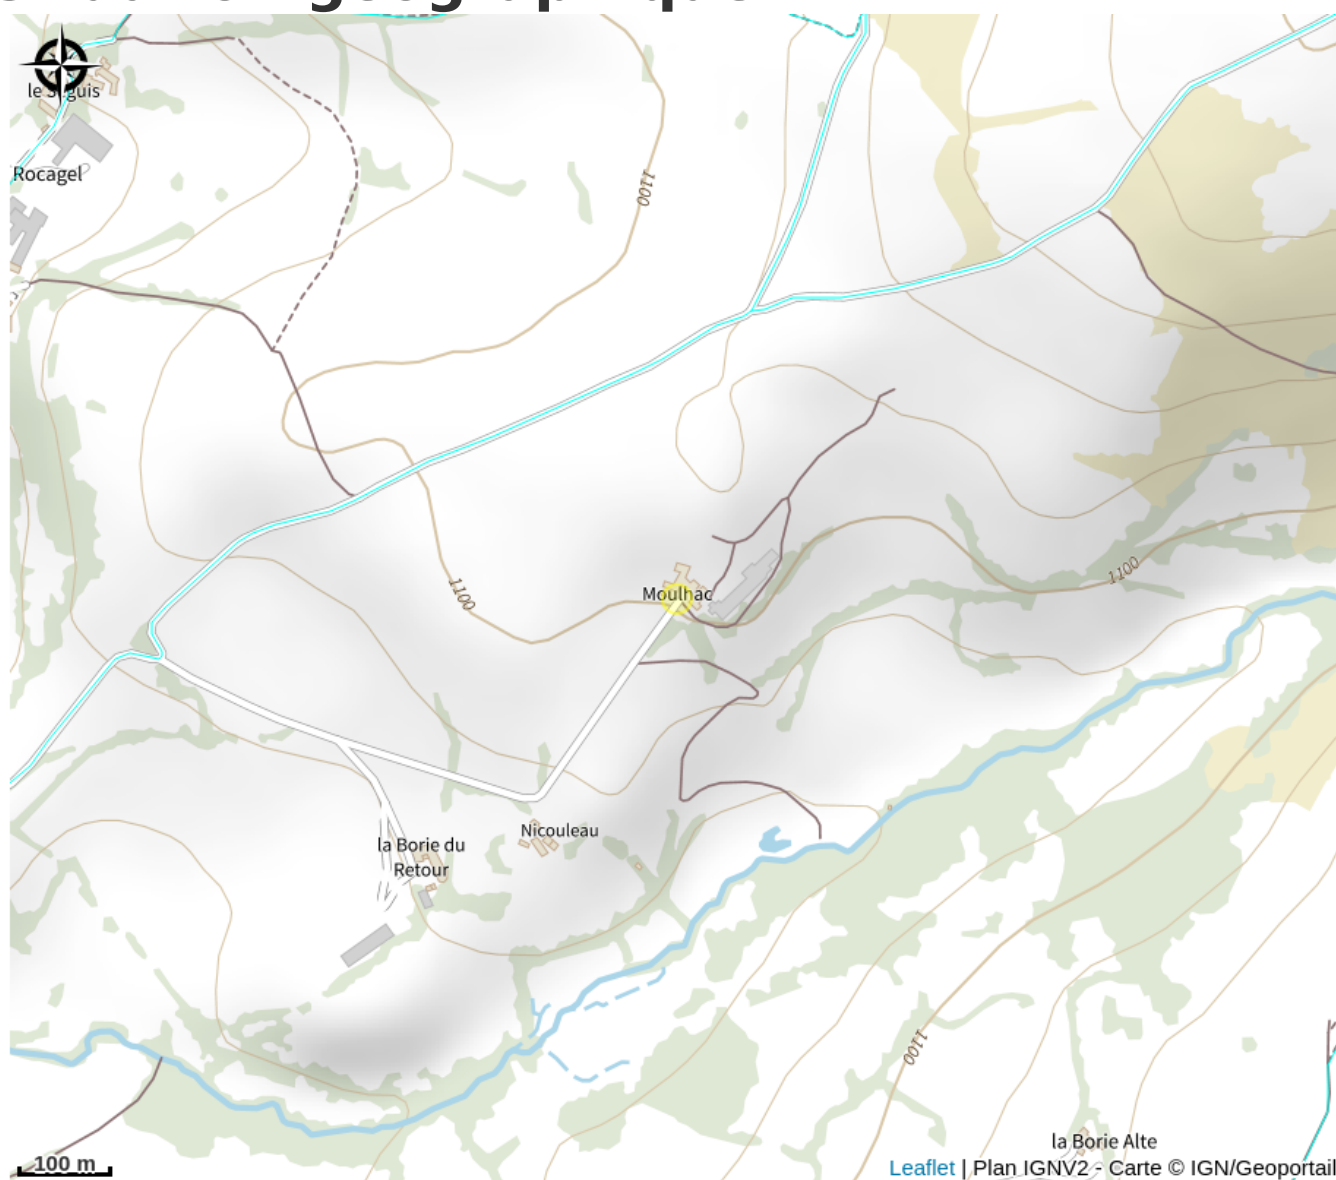 le Séguis
Rocagel
1100
1100
Moulhac
1100
Nicouleau
la Borie du
Retour
1100
la Borie Alte
100 m
Leaflet | Plan IGNV2 - Carte © IGN/Geoportail